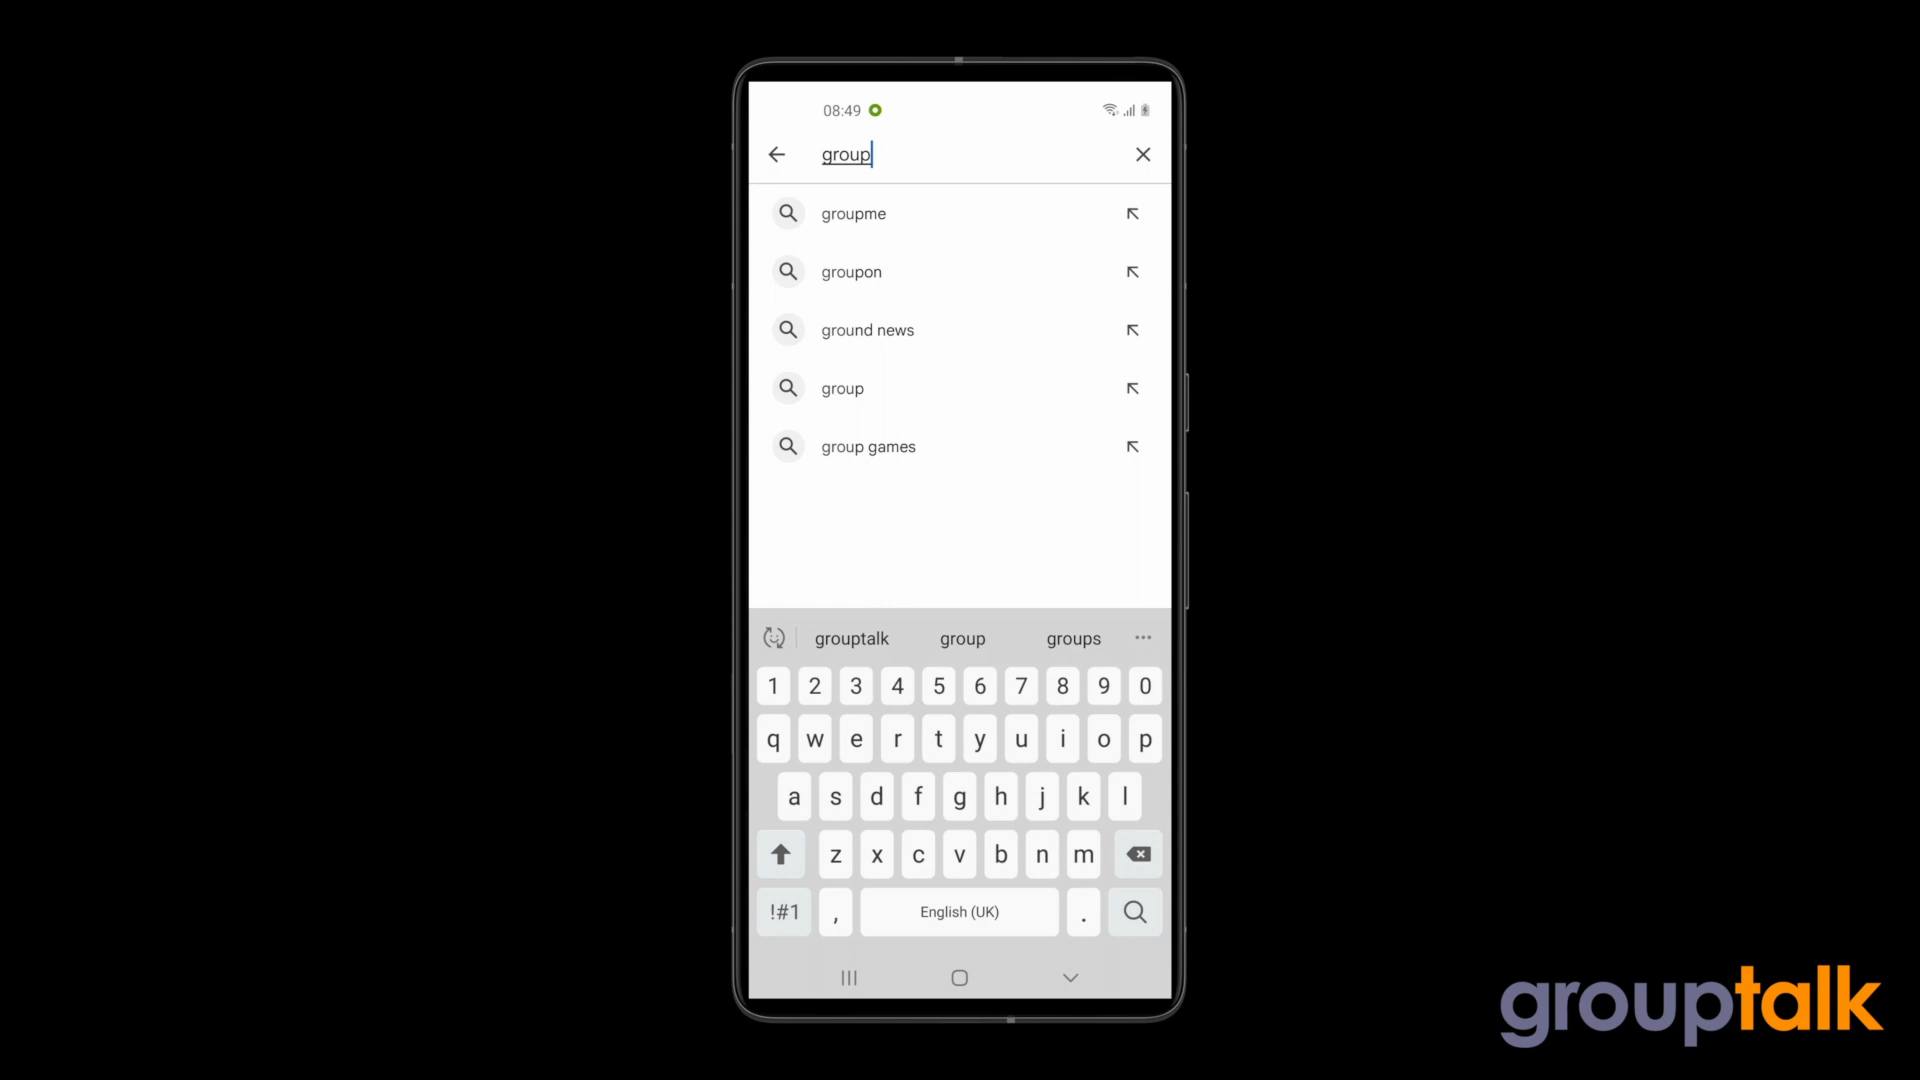 08:49
group
groupme
groupon
ground news
group
group games
grouptalk group groups
1 2 3 4 5 6 7 8 9 0
q w e r t y u i o p
a s d f g h j k l
z x c v b n m
!#1 , English (UK) .
grouptalk